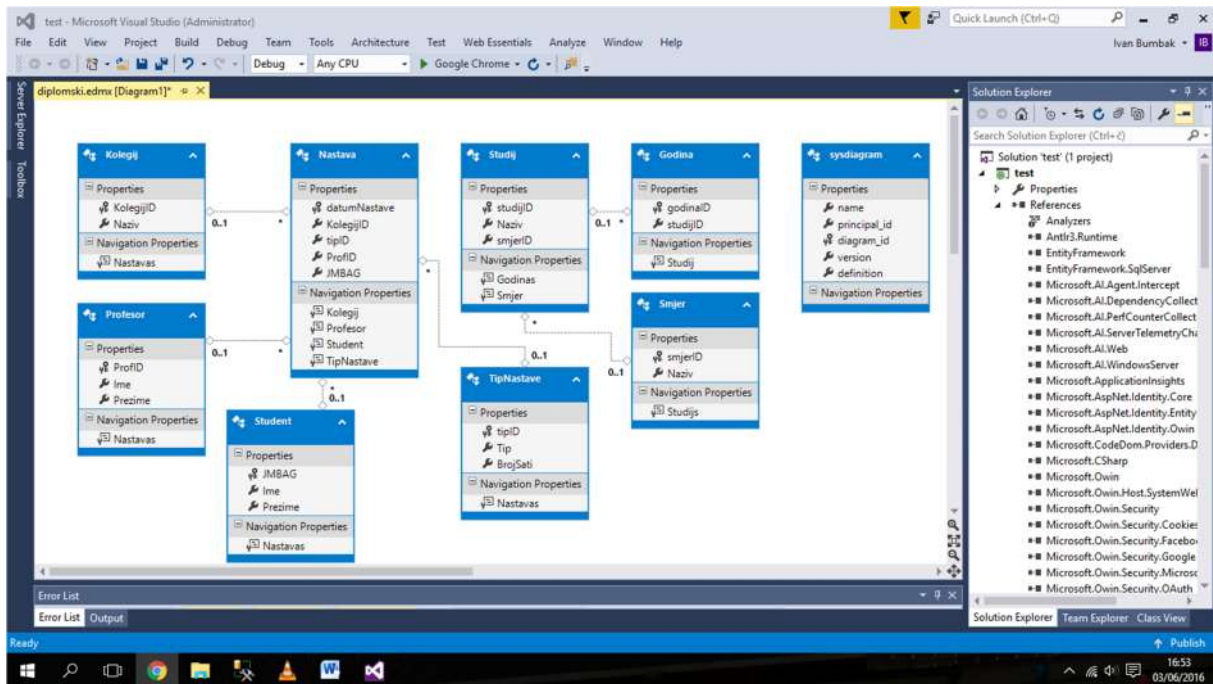 test - Microsoft Visual Studio (Administrator)
Quick Launch (Ctrl+Q)
File Edit View Project Build Debug Team Tools Architecture Test Web Essentials Analyze Window Help
Ivan Bumbak
IB
Debug Any CPU Google Chrome
Server Explorer
Toolbox
diplomski.edmx [Diagram1]*
Kolegij
Properties
KolegijID
Naziv
Navigation Properties
Nastavas
0..1 *
Nastava
Properties
datumNastave
KolegijID
tipID
ProfID
JMBAG
Navigation Properties
Kolegij
Profesor
Student
TipNastave
*
Studij
Properties
studijID
Naziv
smjerID
Navigation Properties
Godinas
Smjer
0..1 *
Godina
Properties
godinaID
studijID
Navigation Properties
Studij
sysdiagram
Properties
name
principal_id
diagram_id
version
definition
Navigation Properties
Profesor
Properties
ProfID
Ime
Prezime
Navigation Properties
Nastavas
0..1 *
*
0..1
Student
Properties
JMBAG
Ime
Prezime
Navigation Properties
Nastavas
*
0..1
0..1
TipNastave
Properties
tipID
Tip
BrojSati
Navigation Properties
Nastavas
Smjer
Properties
smjerID
Naziv
Navigation Properties
Studijs
Solution Explorer
Search Solution Explorer (Ctrl+č)
Solution 'test' (1 project)
test
Properties
References
Analyzers
Antlr3.Runtime
EntityFramework
EntityFramework.SqlServer
Microsoft.AI.Agent.Intercept
Microsoft.AI.DependencyCollect
Microsoft.AI.PerfCounterCollect
Microsoft.AI.ServerTelemetryCha
Microsoft.AI.Web
Microsoft.AI.WindowsServer
Microsoft.ApplicationInsights
Microsoft.AspNet.Identity.Core
Microsoft.AspNet.Identity.Entity
Microsoft.AspNet.Identity.Owin
Microsoft.CodeDom.Providers.D
Microsoft.CSharp
Microsoft.Owin
Microsoft.Owin.Host.SystemWel
Microsoft.Owin.Security
Microsoft.Owin.Security.Cookies
Microsoft.Owin.Security.Facebo
Microsoft.Owin.Security.Google
Microsoft.Owin.Security.Microsc
Microsoft.Owin.Security.OAuth
Error List
Error List Output
Solution Explorer Team Explorer Class View
Ready
Publish
16:53
03/06/2016